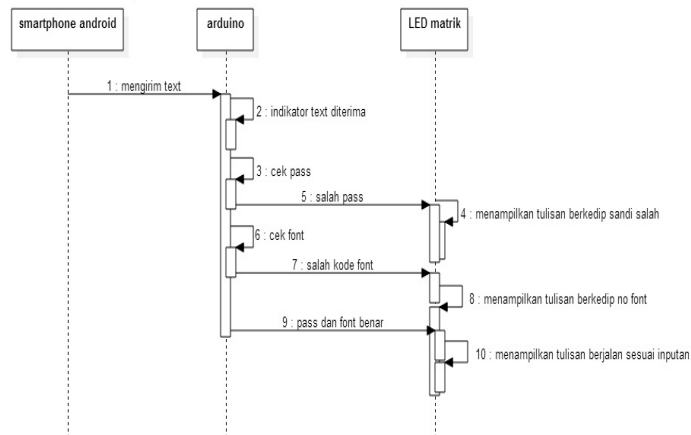 smartphone android
arduino
LED matrik
1 : mengirim text
2 : indikator text diterima
3 : cek pass
5 : salah pass
4 : menampilkan tulisan berkedip sandi salah
6 : cek font
7 : salah kode font
8 : menampilkan tulisan berkedip no font
9 : pass dan font benar
10 : menampilkan tulisan berjalan sesuai inputan